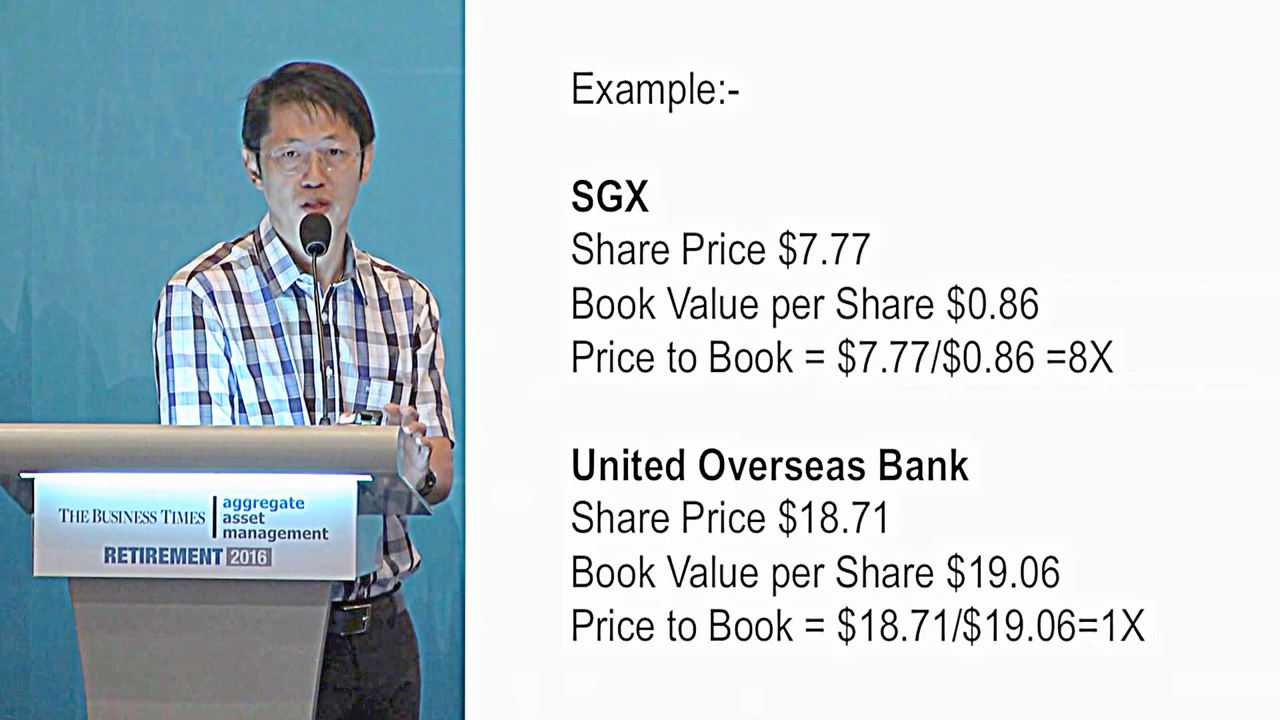 Example:-
SGX
Share Price $7.77
Book Value per Share $0.86
Price to Book = $7.77/$0.86 =8X
United Overseas Bank
Share Price $18.71
Book Value per Share $19.06
Price to Book = $18.71/$19.06=1X
THE BUSINESS TIMES
aggregate
asset
management
RETIREMENT 2016